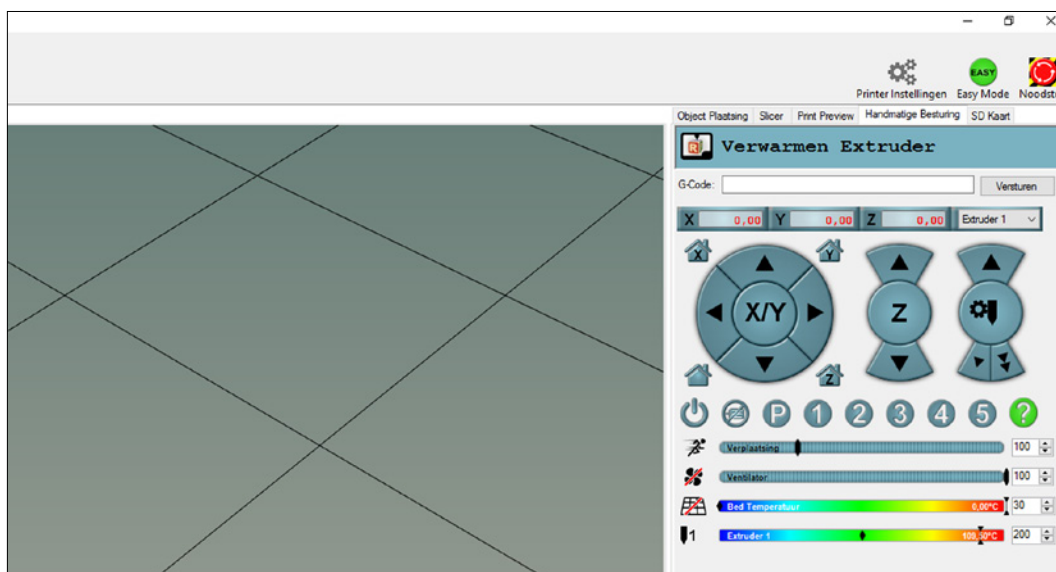 EASY
Printer Instellingen Easy Mode Noodst
Object Plaatsing Slicer Print Preview Handmatige Besturing SD Kaart
R
Verwarmen Extruder
G-Code: Versturen
X 0,00 Y 0,00 Z 0,00 Extruder 1
X Y
X/Y Z
Z
P 1 2 3 4 5 ?
Verplaatsing 100
Ventilator 100
Bed Temperatuur 0,00°C 30
1 Extruder 1 200